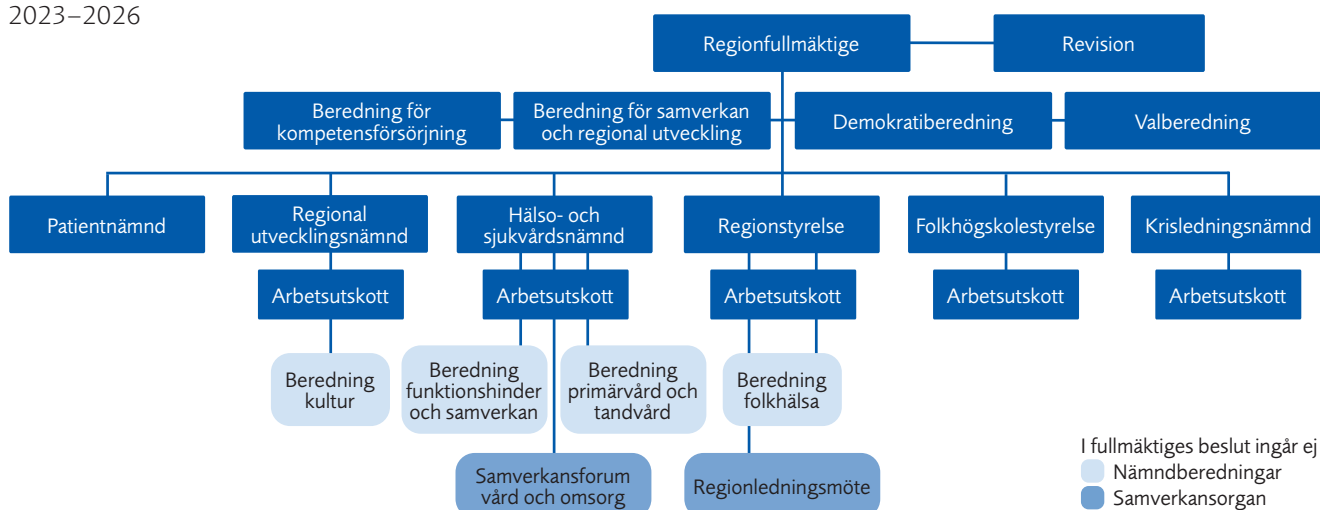 2023–2026
Regionfullmäktige
Revision
Beredning för
kompetensförsörjning
Beredning för samverkan
och regional utveckling
Demokratiberedning
Valberedning
Patientnämnd
Regional
utvecklingsnämnd
Hälso- och
sjukvårdsnämnd
Regionstyrelse
Folkhögskolestyrelse
Krisledningsnämnd
Arbetsutskott
Arbetsutskott
Arbetsutskott
Arbetsutskott
Arbetsutskott
Beredning
kultur
Beredning
funktionshinder
och samverkan
Beredning
primärvård och
tandvård
Beredning
folkhälsa
Samverkansforum
vård och omsorg
Regionledningsmöte
I fullmäktiges beslut ingår ej
Nämndberedningar
Samverkansorgan